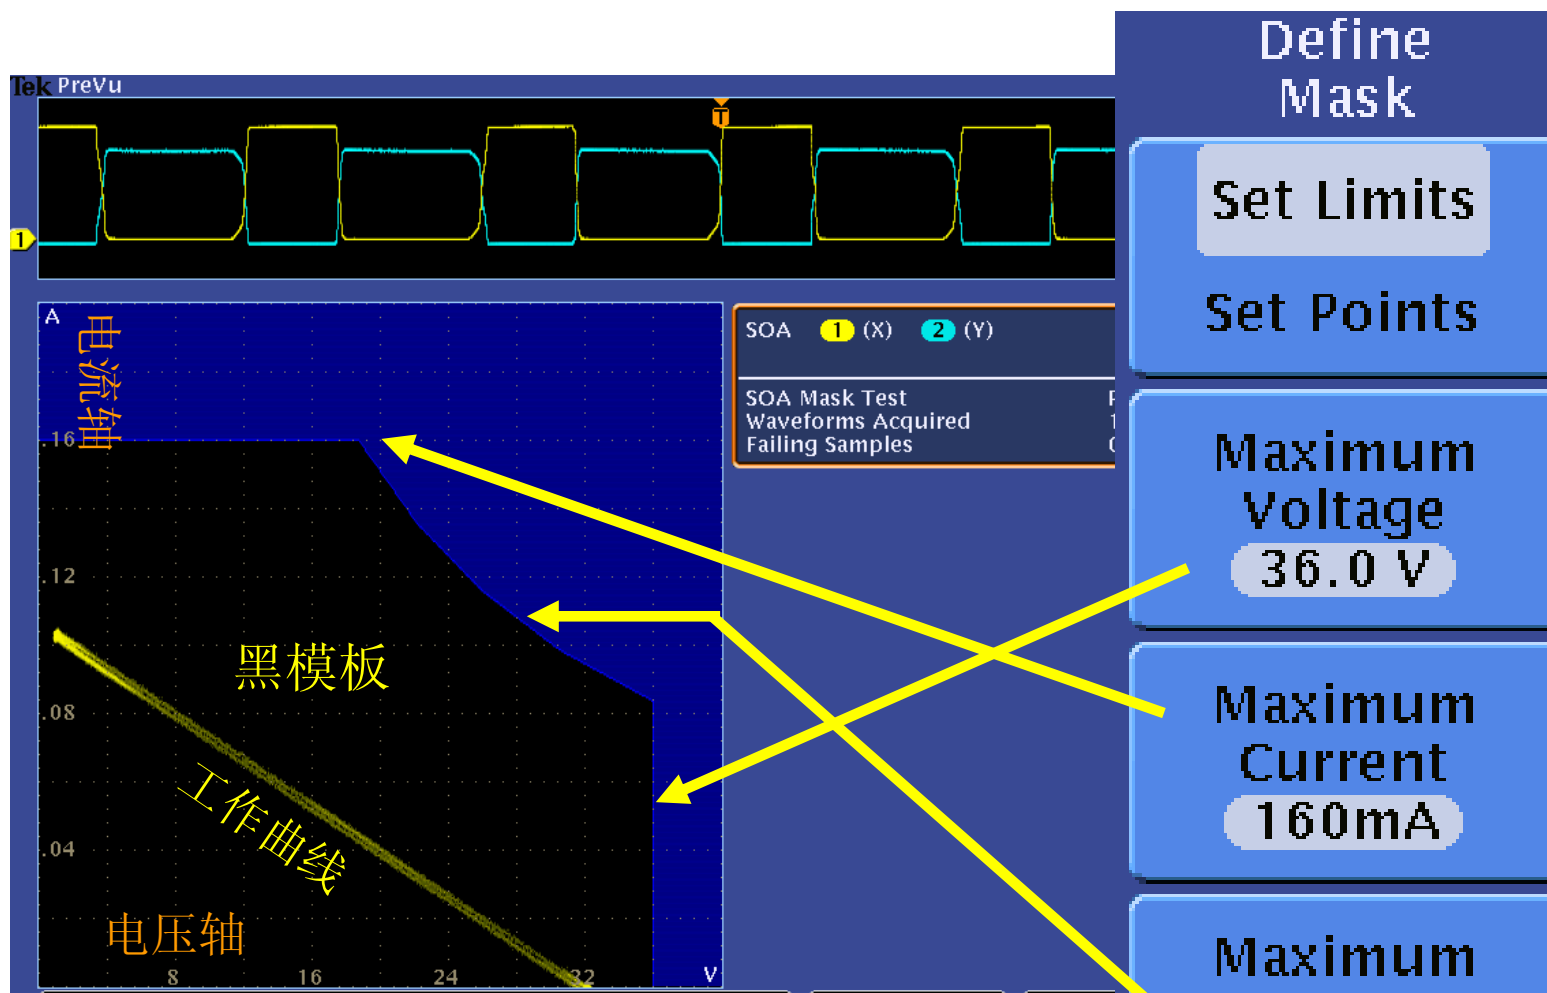 Define
Mask
Tek PreVu
T
1
Set Limits
Set Points
A
电流轴
SOA 1 (X) 2 (Y)
SOA Mask Test
Waveforms Acquired
Failing Samples
.16
.12
.08
.04
黑模板
工作曲线
电压轴
8 16 24 32 V
Maximum
Voltage
36.0 V
Maximum
Current
160mA
Maximum